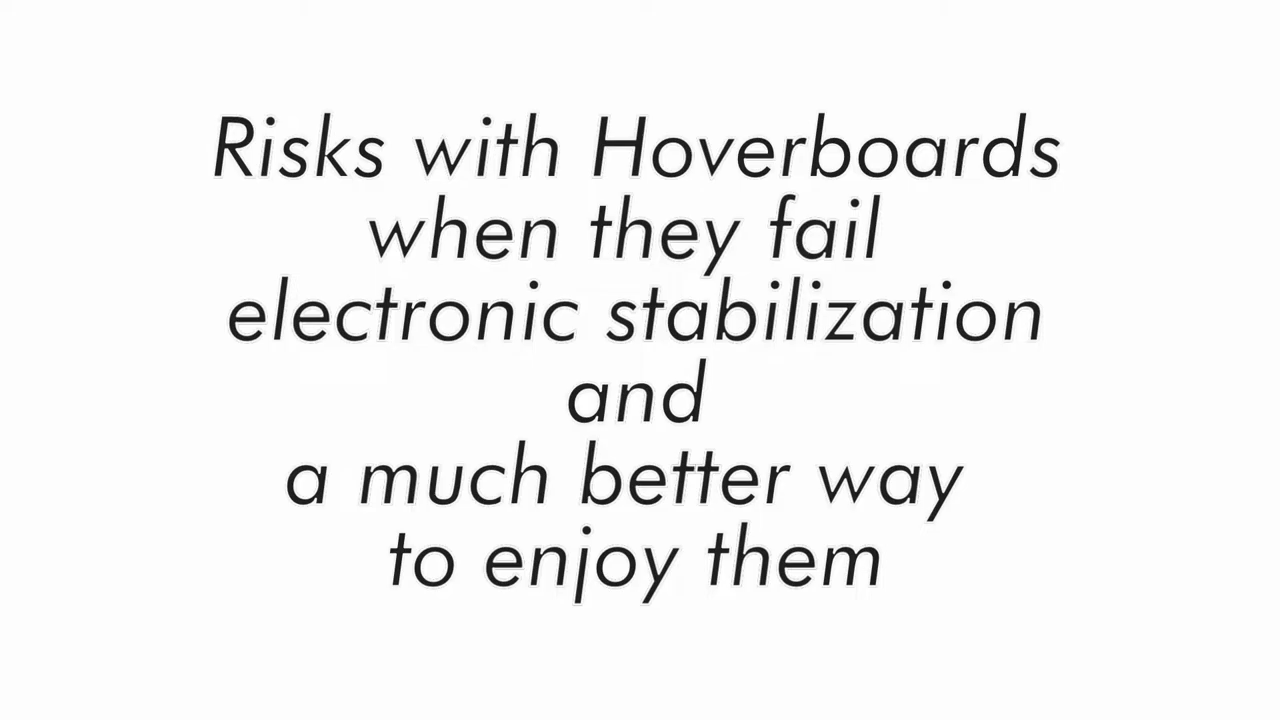 Risks with Hoverboards
when they fail
electronic stabilization
and
a much better way
to enjoy them